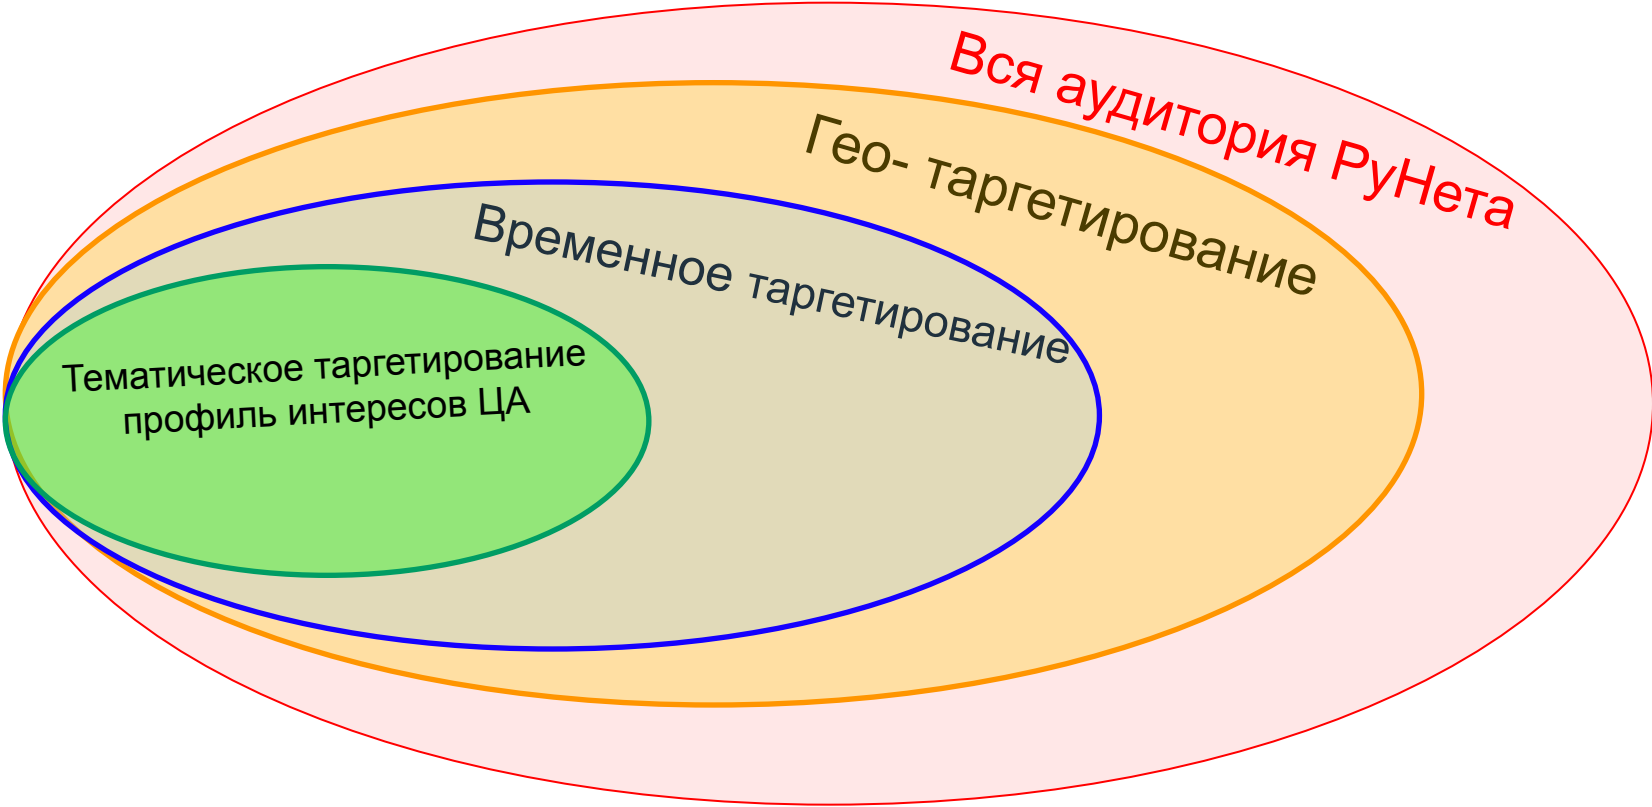 Вся аудитория РуНета
Гео- таргетирование
Временное таргетирование
Тематическое таргетирование
профиль интересов ЦА